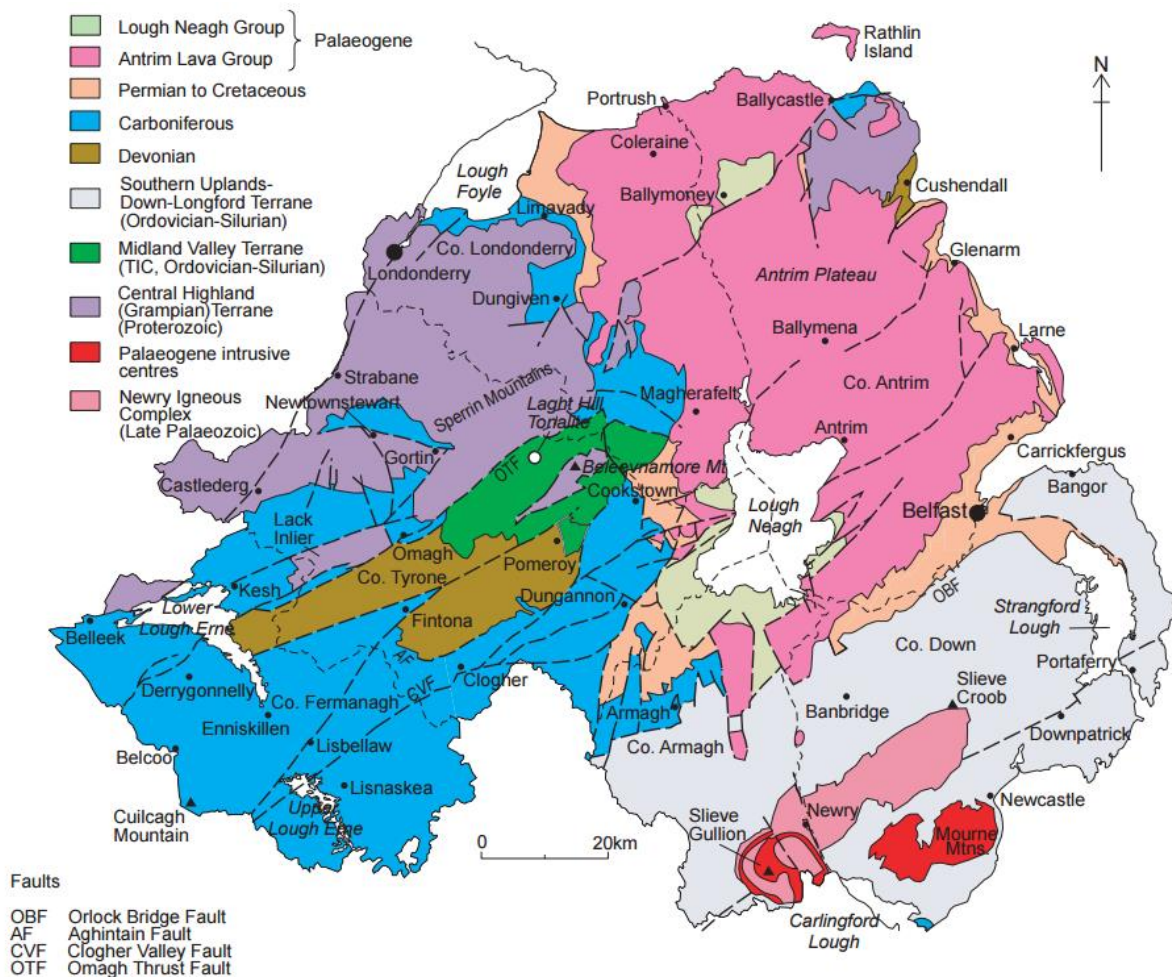 Lough Neagh Group
Antrim Lava Group
Palaeogene
Permian to Cretaceous
Carboniferous
Devonian
Southern Uplands-
Down-Longford Terrane
(Ordovician-Silurian)
Midland Valley Terrane
(TIC, Ordovician-Silurian)
Central Highland
(Grampian)Terrane
(Proterozoic)
Palaeogene intrusive
centres
Newry Igneous
Complex
(Late Palaeozoic)
Rathlin
Island
N
Portrush
Ballycastle
Coleraine
Lough
Foyle
Ballymoney
Cushendall
Limavady
Co. Londonderry
Londonderry
Glenarm
Antrim Plateau
Dungiven
Ballymena
Larne
Strabane
Sperrin Mountains
Magherafelt
Co. Antrim
Newtownstewart
Laght Hill
Tonalite
Antrim
Carrickfergus
Gortin
OTF
Beleevnamore Mt
Castlederg
Cookstown
Bangor
Lough
Neagh
Belfast
Lack
Inlier
Omagh
Pomeroy
Co. Tyrone
OBF
Kesh
Dungannon
Strangford
Lough
Lower
Lough Erne
Fintona
Belleek
Co. Down
AF
Clogher
Portaferry
Derrygonnelly
CVF
Co. Fermanagh
Slieve
Croob
Enniskillen
Armagh
Banbridge
Downpatrick
Lisbellaw
Co. Armagh
Belcoo
Lisnaskea
Newcastle
Cuilcagh
Mountain
Upper
Lough Erne
Slieve
Gullion
Newry
Mourne
Mtns.
0
20km
Carlingford
Lough
Faults
OBF Orlock Bridge Fault
AF Aghintain Fault
CVF Clogher Valley Fault
OTF Omagh Thrust Fault